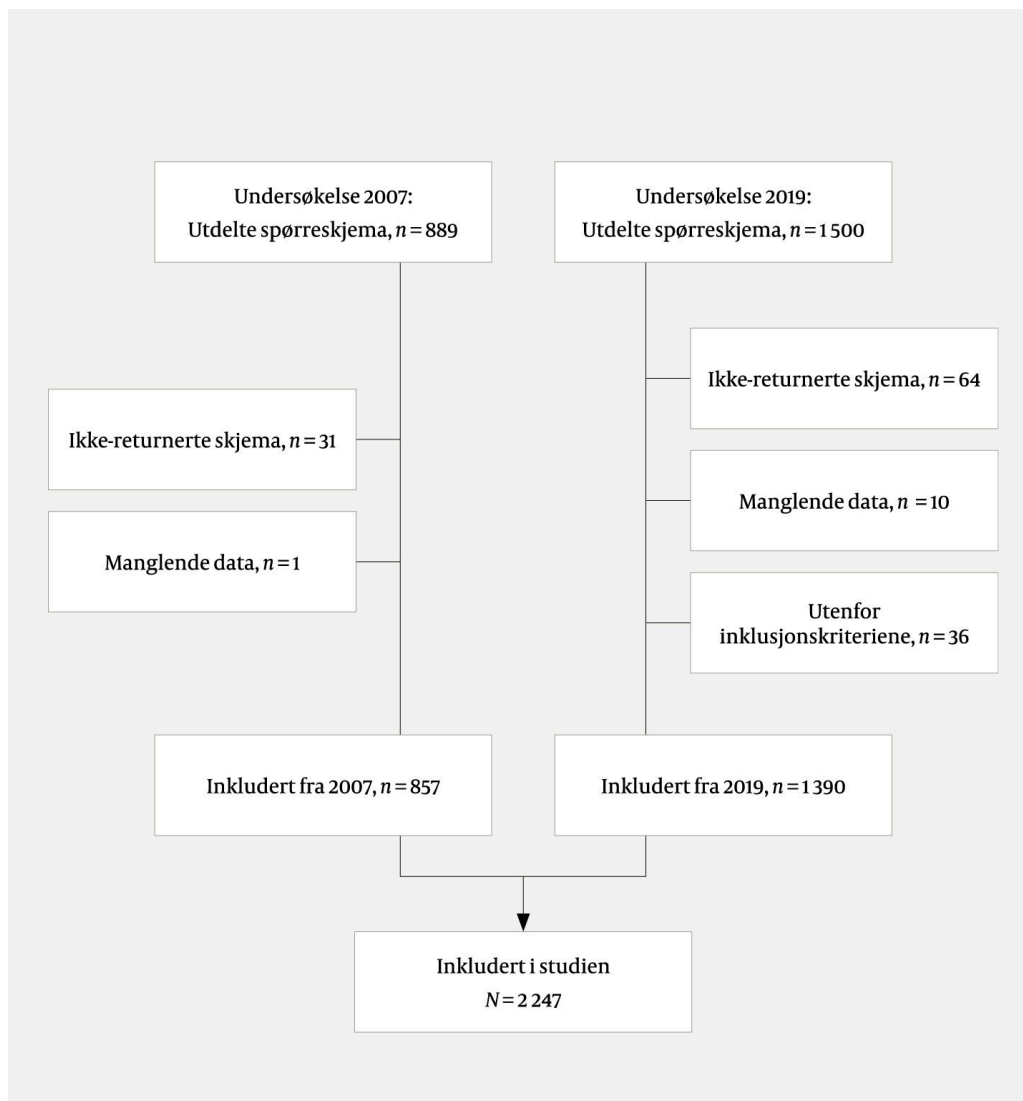 Undersøkelse 2007:
Utdelte spørreskjema, n = 889
Undersøkelse 2019:
Utdelte spørreskjema, n = 1 500
Ikke-returnerte skjema, n = 31
Manglende data, n = 1
Ikke-returnerte skjema, n = 64
Manglende data, n = 10
Utenfor
inklusjonskriteriene, n = 36
Inkludert fra 2007, n = 857
Inkludert fra 2019, n = 1 390
Inkludert i studien
N = 2 247